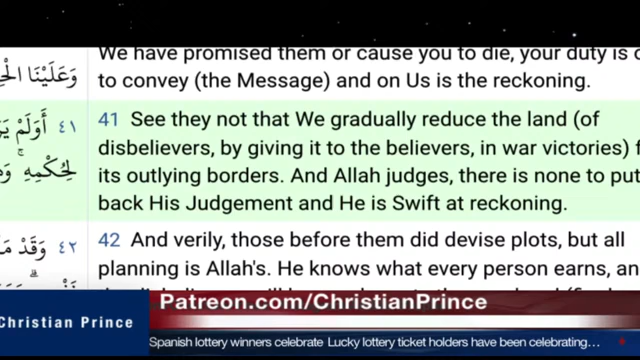 We have promised them or cause you to die, your duty is
to convey (the Message) and on Us is the reckoning.
وَعَلَيْنَا
41 See they not that We gradually reduce the land (of
٤١ أَوَلَمْ
disbelievers, by giving it to the believers, in war victories)
its outlying borders. And Allah judges, there is none to put
لِحُكْمِهِ ۚ
back His Judgement and He is Swift at reckoning.
42 And verily, those before them did devise plots, but all
٤٢ وَقَدْ
planning is Allah's. He knows what every person earns,
Patreon.com/ChristianPrince
Christian Prince
Spanish lottery winners celebrate Lucky lottery ticket holders have been celebrating...